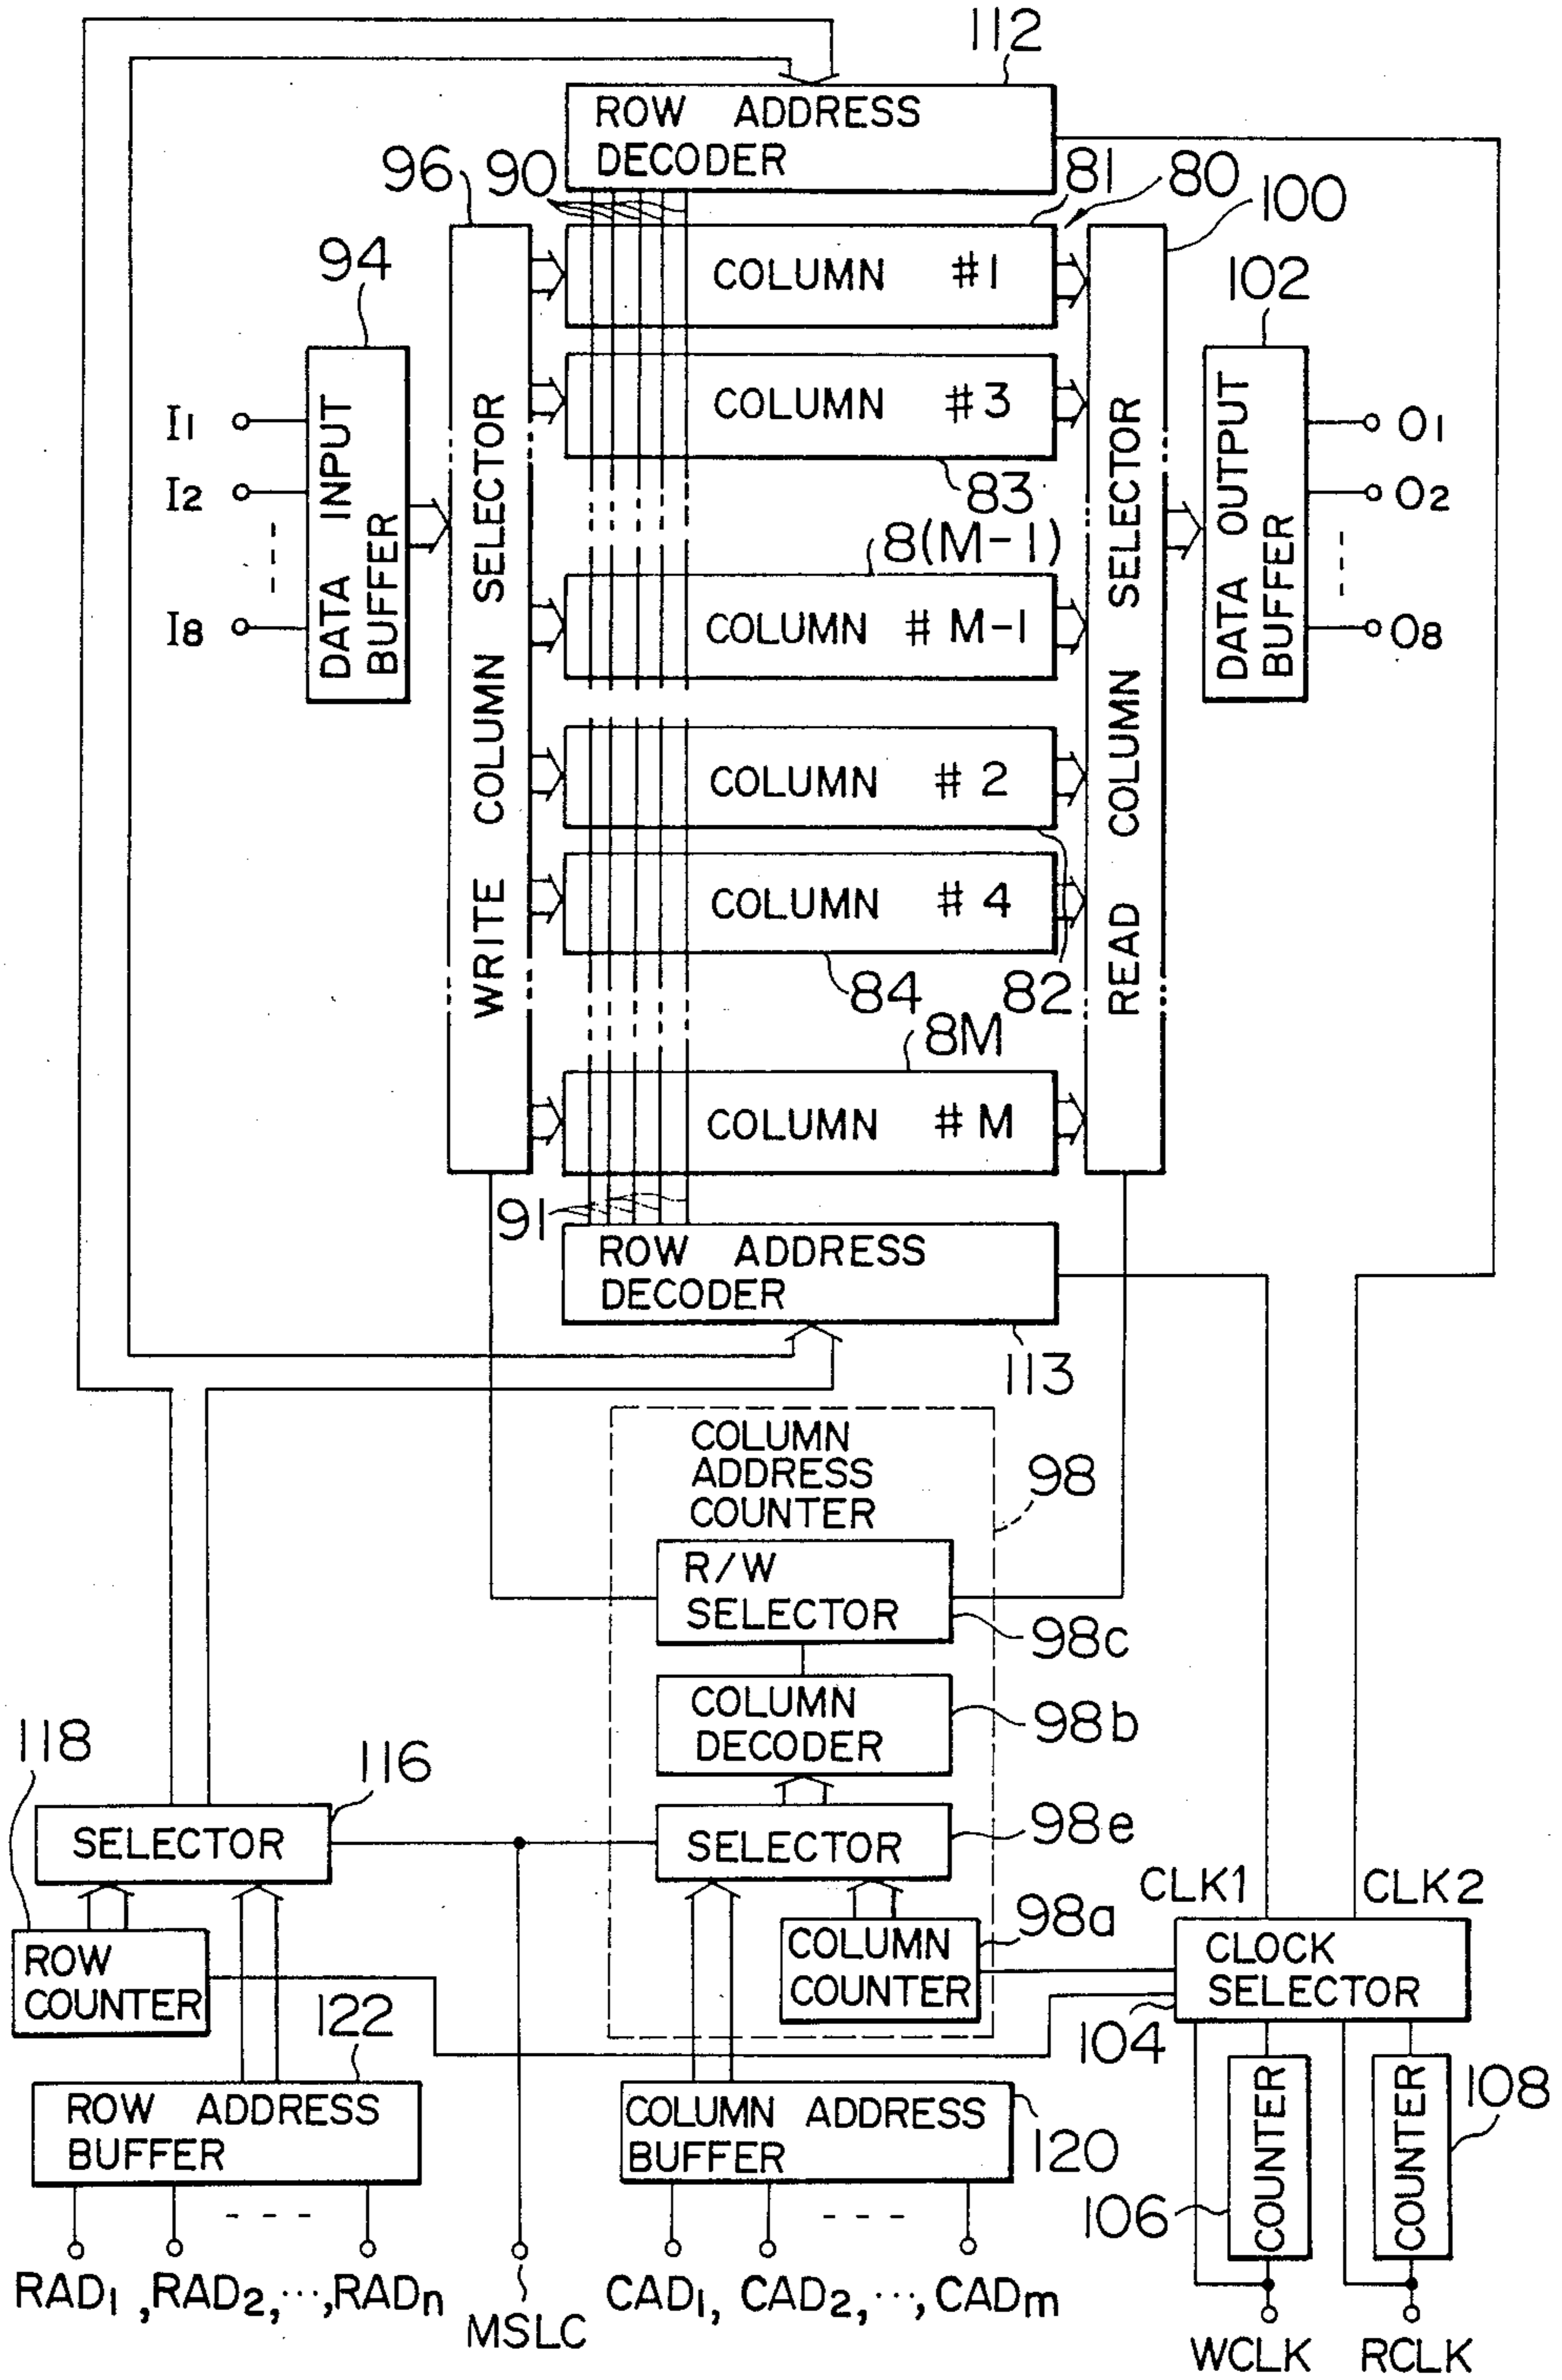 112
ROW ADDRESS
DECODER
96
90
81
80
100
94
COLUMN #1
102
COLUMN #3
83
I1
I2
I8
DATA INPUT
BUFFER
WRITE COLUMN SELECTOR
READ COLUMN SELECTOR
DATA OUTPUT
BUFFER
O1
O2
O8
8(M-1)
COLUMN # M-1
COLUMN # 2
COLUMN # 4
84
82
8M
COLUMN # M
91
ROW ADDRESS
DECODER
113
COLUMN
ADDRESS
COUNTER
98
R/W
SELECTOR
98c
COLUMN
DECODER
98b
118
116
SELECTOR
SELECTOR
98e
CLK1
CLK2
98a
ROW
COUNTER
COLUMN
COUNTER
CLOCK
SELECTOR
104
122
ROW ADDRESS
BUFFER
COLUMN ADDRESS
BUFFER
120
COUNTER
106
COUNTER
108
RAD1, RAD2, ···, RADn
MSLC
CAD1, CAD2, ···, CADm
WCLK
RCLK